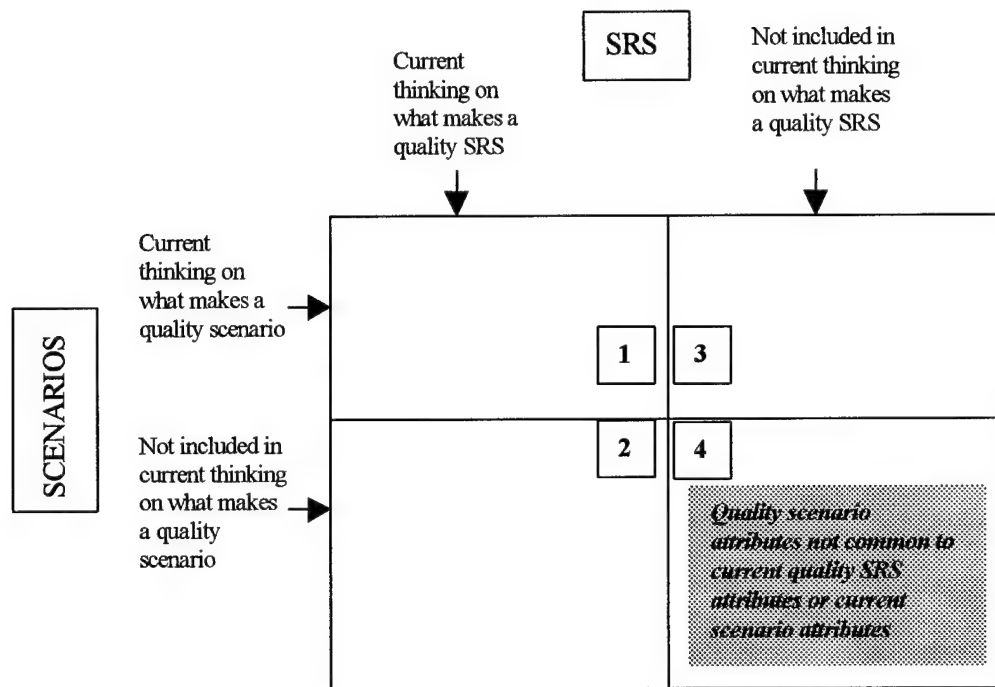 SRS
Current
thinking on
what makes a
quality SRS
Not included in
current thinking
on what makes
a quality SRS
SCENARIOS
Current
thinking on
what makes a
quality scenario
1
3
Not included in
current thinking
on what makes
a quality
scenario
2
4
Quality scenario
attributes not common to
current quality SRS
attributes or current
scenario attributes